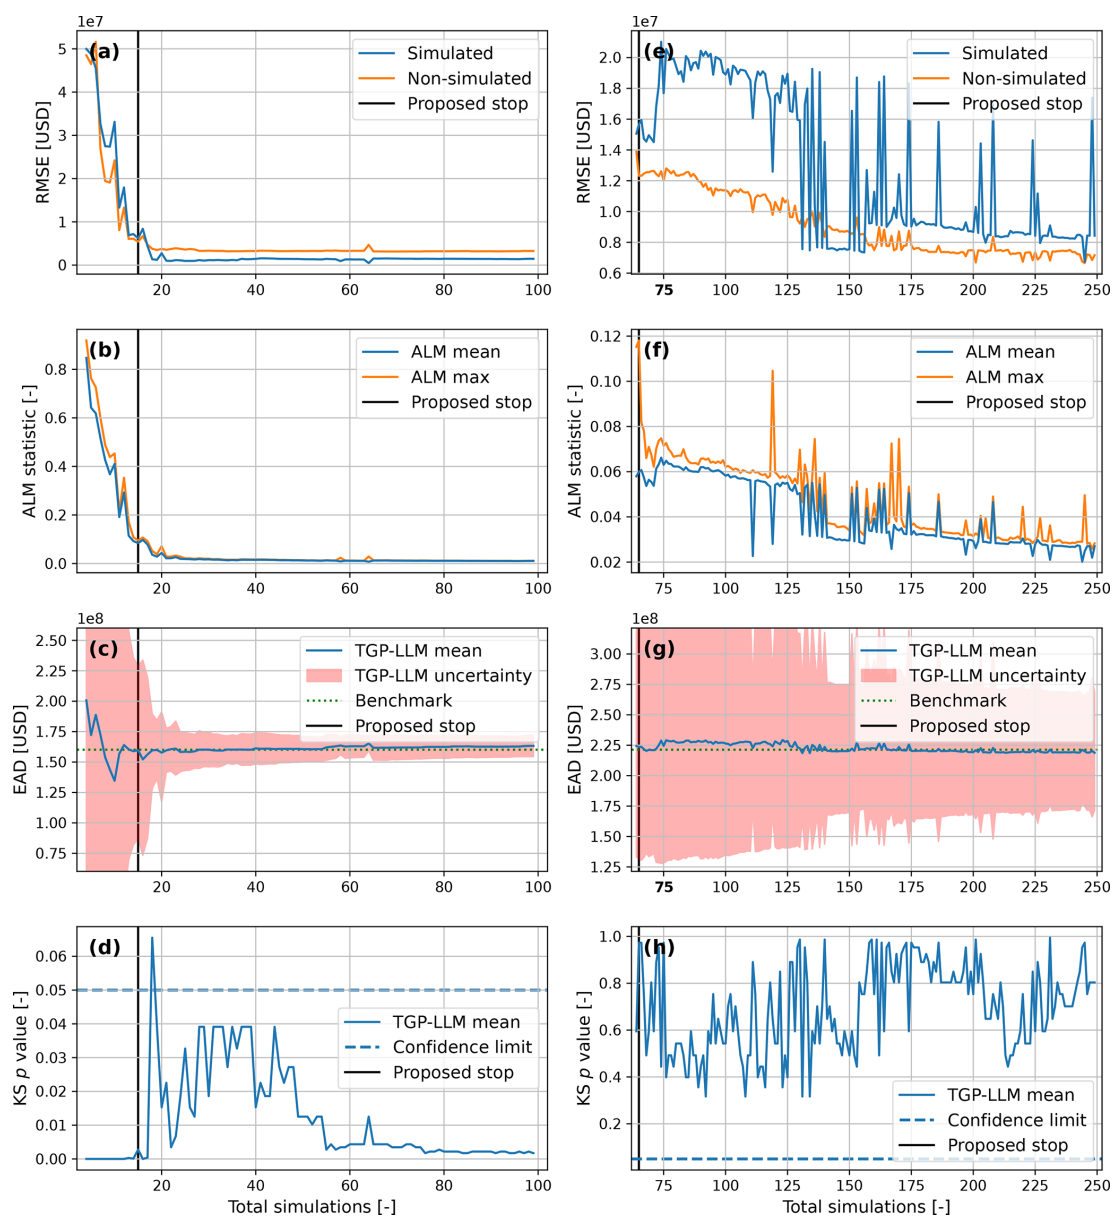 1e7
(a)
Simulated
Non-simulated
Proposed stop
RMSE [USD]
5
4
3
2
1
0
20
40
60
80
100
1e7
(e)
Simulated
Non-simulated
Proposed stop
RMSE [USD]
2.0
1.8
1.6
1.4
1.2
1.0
0.8
0.6
75
100
125
150
175
200
225
250
(b)
ALM mean
ALM max
Proposed stop
ALM statistic [-]
0.8
0.6
0.4
0.2
0.0
20
40
60
80
100
(f)
ALM mean
ALM max
Proposed stop
ALM statistic [-]
0.12
0.10
0.08
0.06
0.04
0.02
75
100
125
150
175
200
225
250
1e8
(c)
TGP-LLM mean
TGP-LLM uncertainty
Benchmark
Proposed stop
EAD [USD]
2.50
2.25
2.00
1.75
1.50
1.25
1.00
0.75
20
40
60
80
100
1e8
(g)
TGP-LLM mean
TGP-LLM uncertainty
Benchmark
Proposed stop
EAD [USD]
3.00
2.75
2.50
2.25
2.00
1.75
1.50
1.25
75
100
125
150
175
200
225
250
(d)
TGP-LLM mean
Confidence limit
Proposed stop
KS p value [-]
0.06
0.05
0.04
0.03
0.02
0.01
0.00
20
40
60
80
100
Total simulations [-]
(h)
TGP-LLM mean
Confidence limit
Proposed stop
KS p value [-]
1.0
0.8
0.6
0.4
0.2
75
100
125
150
175
200
225
250
Total simulations [-]